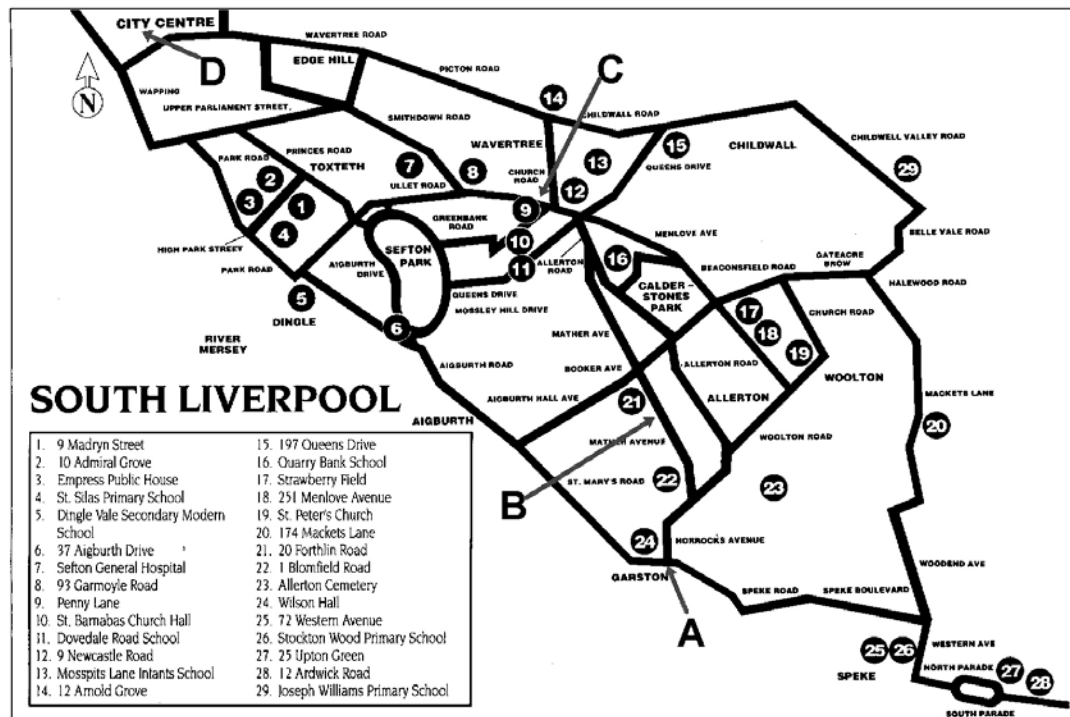 CITY CENTRE
WAVERTREE ROAD
EDGE HILL
D
C
PICTON ROAD
N
WAPPING
UPPER PARLIAMENT STREET
14
CHILDWALL ROAD
SMITHDOWN ROAD
WAVERTREE
15
CHILDWALL
CHILDWELL VALLEY ROAD
PARK ROAD
PRINCES ROAD
TOXTETH
7
8
13
QUEENS DRIVE
29
2
ULLET ROAD
CHURCH ROAD
12
3
1
9
GREENBANK ROAD
4
10
MENLOVE AVE
BELLE VALE ROAD
HIGH PARK STREET
SEFTON PARK
11
ALLERTON ROAD
16
GATEACRE BROW
PARK ROAD
AIGBURTH DRIVE
BEACONSFIELD ROAD
HALEWOOD ROAD
5
QUEENS DRIVE
CALDER-STONES PARK
DINGLE
MOSSLEY HILL DRIVE
17
CHURCH ROAD
6
MATHER AVE
18
RIVER MERSEY
19
AIGBURTH ROAD
BOOKER AVE
ALLERTON ROAD
WOOLTON
SOUTH LIVERPOOL
AIGBURTH HALL AVE
ALLERTON
MACKETS LANE
AIGBURTH
21
20
MATHER AVENUE
WOOLTON ROAD
B
ST. MARY'S ROAD
22
23
24
HORROCKS AVENUE
GARSTON
WOODEND AVE
SPEKE ROAD
SPEKE BOULEVARD
A
25
26
WESTERN AVE
SPEKE
NORTH PARADE
27
28
SOUTH PARADE
1. 9 Madryn Street
2. 10 Admiral Grove
3. Empress Public House
4. St. Silas Primary School
5. Dingle Vale Secondary Modern
School
6. 37 Aigburth Drive
7. Sefton General Hospital
8. 93 Garmoyle Road
9. Penny Lane
10. St. Barnabas Church Hall
11. Dovedale Road School
12. 9 Newcastle Road
13. Mosspits Lane Infants School
14. 12 Arnold Grove
15. 197 Queens Drive
16. Quarry Bank School
17. Strawberry Field
18. 251 Menlove Avenue
19. St. Peter's Church
20. 174 Mackets Lane
21. 20 Forthlin Road
22. 1 Blomfield Road
23. Allerton Cemetery
24. Wilson Hall
25. 72 Western Avenue
26. Stockton Wood Primary School
27. 25 Upton Green
28. 12 Ardwick Road
29. Joseph Williams Primary School